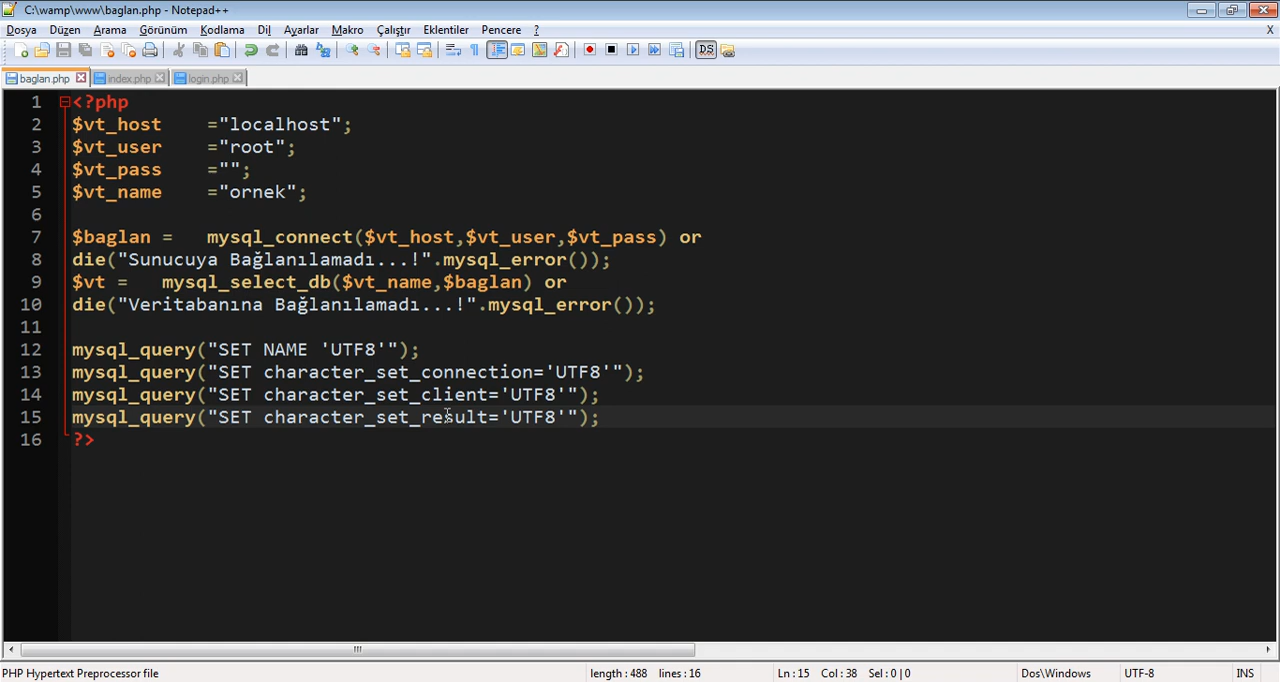 C:\wamp\www\baglan.php - Notepad++
Dosya Düzen Arama Görünüm Kodlama Dil Ayarlar Makro Çalıştır Eklentiler Pencere ? X
baglan.php index.php login.php
1 <?php
2 $vt_host    ="localhost";
3 $vt_user    ="root";
4 $vt_pass    ="";
5 $vt_name    ="ornek";
6
7 $baglan =   mysql_connect($vt_host,$vt_user,$vt_pass) or
8 die("Sunucuya Bağlanılamadı...!".mysql_error());
9 $vt =   mysql_select_db($vt_name,$baglan) or
10 die("Veritabanına Bağlanılamadı...!".mysql_error());
11
12 mysql_query("SET NAME 'UTF8'");
13 mysql_query("SET character_set_connection='UTF8'");
14 mysql_query("SET character_set_client='UTF8'");
15 mysql_query("SET character_set_result='UTF8'");
16 ?>
PHP Hypertext Preprocessor file length : 488 lines : 16 Ln : 15 Col : 38 Sel : 0 | 0 Dos\Windows UTF-8 INS